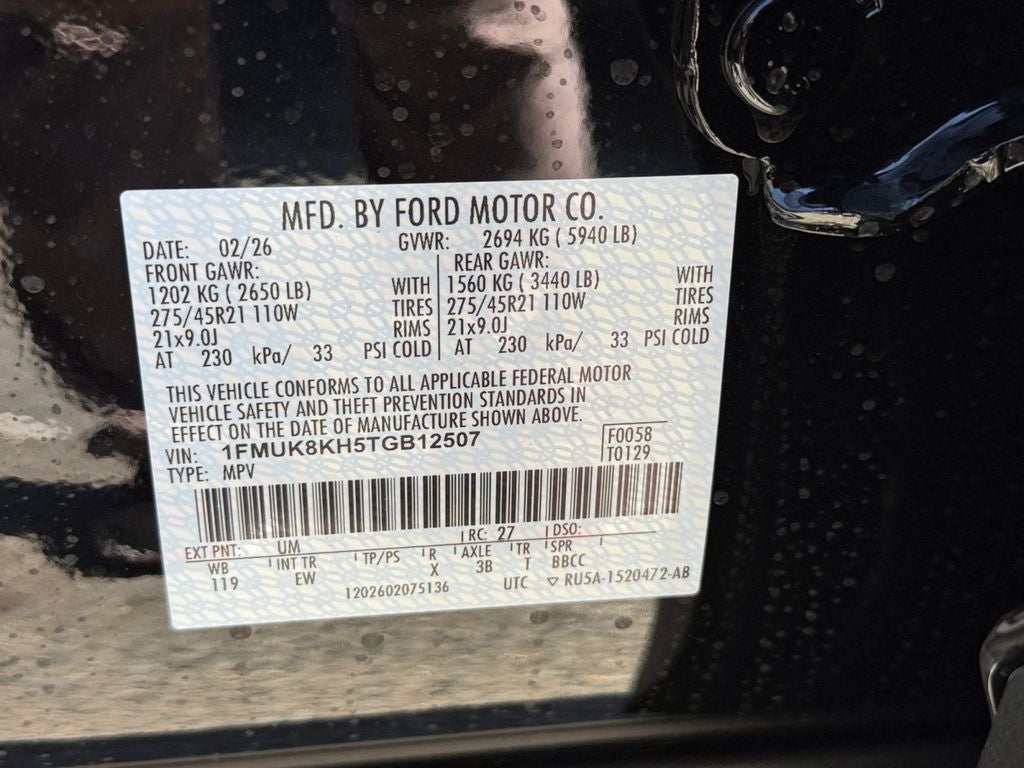 MFD. BY FORD MOTOR CO.
DATE: 02/26 GVWR: 2694 KG ( 5940 LB)
FRONT GAWR: REAR GAWR:
1202 KG ( 2650 LB) WITH 1560 KG ( 3440 LB) WITH
275/45R21 110W TIRES 275/45R21 110W TIRES
21x9.0J RIMS 21x9.0J RIMS
AT 230 kPa/ 33 PSI COLD AT 230 kPa/ 33 PSI COLD
THIS VEHICLE CONFORMS TO ALL APPLICABLE FEDERAL MOTOR
VEHICLE SAFETY AND THEFT PREVENTION STANDARDS IN
EFFECT ON THE DATE OF MANUFACTURE SHOWN ABOVE.
VIN: 1FMUK8KH5TGB12507 F0058
TYPE: MPV T0129
EXT PNT: UM RC: 27 DSO:
WB INT TR TP/PS R AXLE TR SPR
119 EW X 3B T BBCC
1202602075136 UTC ▽ RU5A-1520472-AB